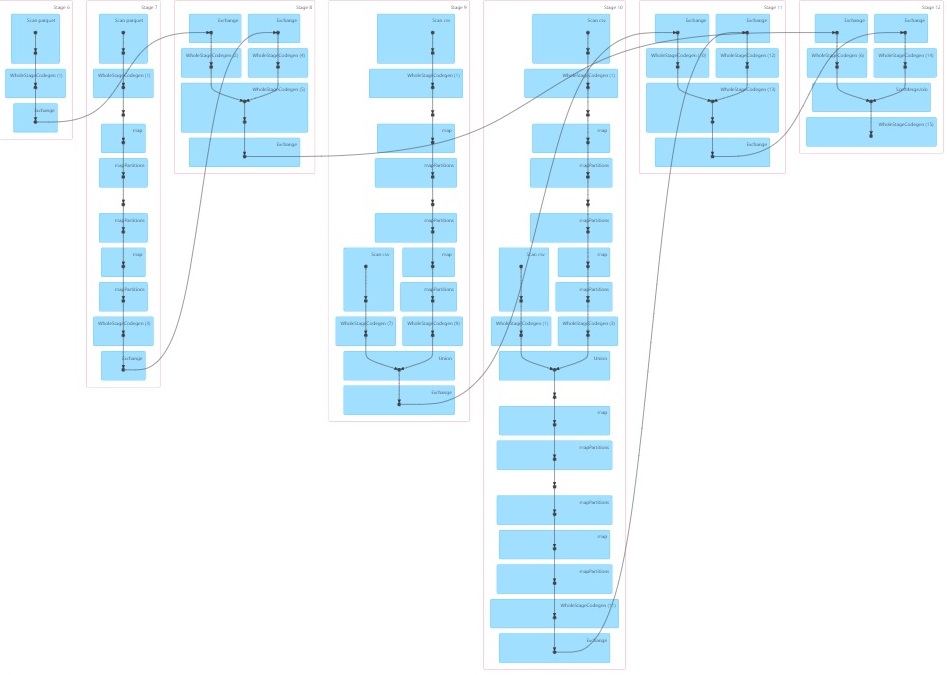 Stage 6
Scan parquet
WholeStageCodegen (1)
Exchange
Stage 7
Scan parquet
WholeStageCodegen (1)
map
mapPartitions
mapPartitions
map
mapPartitions
WholeStageCodegen (3)
Exchange
Stage 8
Exchange
Exchange
WholeStageCodegen (2)
WholeStageCodegen (4)
WholeStageCodegen (5)
Exchange
Stage 9
Scan csv
WholeStageCodegen (1)
map
mapPartitions
mapPartitions
Scan csv
map
mapPartitions
WholeStageCodegen (7)
WholeStageCodegen (9)
Union
Exchange
Stage 10
Scan csv
WholeStageCodegen (1)
map
mapPartitions
mapPartitions
Scan csv
map
mapPartitions
WholeStageCodegen (1)
WholeStageCodegen (3)
Union
map
mapPartitions
mapPartitions
map
mapPartitions
WholeStageCodegen (11)
Exchange
Stage 11
Exchange
Exchange
WholeStageCodegen (10)
WholeStageCodegen (12)
WholeStageCodegen (13)
Exchange
Stage 12
Exchange
Exchange
WholeStageCodegen (6)
WholeStageCodegen (14)
SortMergeJoin
WholeStageCodegen (15)